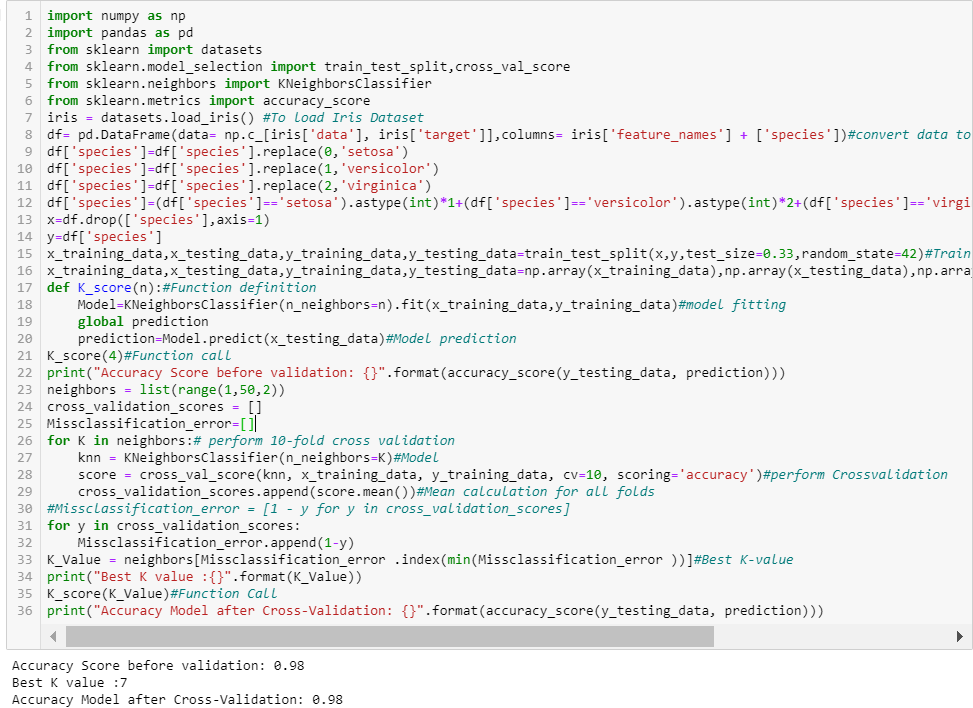 1 import numpy as np
2 import pandas as pd
3 from sklearn import datasets
4 from sklearn.model_selection import train_test_split,cross_val_score
5 from sklearn.neighbors import KNeighborsClassifier
6 from sklearn.metrics import accuracy_score
7 iris = datasets.load_iris() #To load Iris Dataset
8 df= pd.DataFrame(data= np.c_[iris['data'], iris['target']],columns= iris['feature_names'] + ['species'])#convert data to
9 df['species']=df['species'].replace(0,'setosa')
10 df['species']=df['species'].replace(1,'versicolor')
11 df['species']=df['species'].replace(2,'virginica')
12 df['species']=(df['species']=='setosa').astype(int)*1+(df['species']=='versicolor').astype(int)*2+(df['species']=='virgi
13 x=df.drop(['species'],axis=1)
14 y=df['species']
15 x_training_data,x_testing_data,y_training_data,y_testing_data=train_test_split(x,y,test_size=0.33,random_state=42)#Train
16 x_training_data,x_testing_data,y_training_data,y_testing_data=np.array(x_training_data),np.array(x_testing_data),np.arra
17 def K_score(n):#Function definition
18     Model=KNeighborsClassifier(n_neighbors=n).fit(x_training_data,y_training_data)#model fitting
19     global prediction
20     prediction=Model.predict(x_testing_data)#Model prediction
21 K_score(4)#Function call
22 print("Accuracy Score before validation: {}".format(accuracy_score(y_testing_data, prediction)))
23 neighbors = list(range(1,50,2))
24 cross_validation_scores = []
25 Missclassification_error=[]
26 for K in neighbors:# perform 10-fold cross validation
27     knn = KNeighborsClassifier(n_neighbors=K)#Model
28     score = cross_val_score(knn, x_training_data, y_training_data, cv=10, scoring='accuracy')#perform Crossvalidation
29     cross_validation_scores.append(score.mean())#Mean calculation for all folds
30 #Missclassification_error = [1 - y for y in cross_validation_scores]
31 for y in cross_validation_scores:
32     Missclassification_error.append(1-y)
33 K_Value = neighbors[Missclassification_error .index(min(Missclassification_error ))]#Best K-value
34 print("Best K value :{}".format(K_Value))
35 K_score(K_Value)#Function Call
36 print("Accuracy Model after Cross-Validation: {}".format(accuracy_score(y_testing_data, prediction)))
Accuracy Score before validation: 0.98
Best K value :7
Accuracy Model after Cross-Validation: 0.98